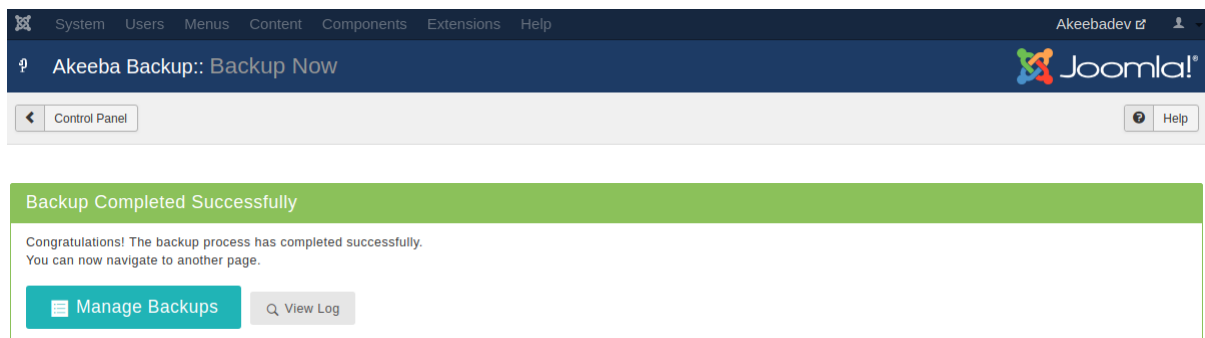 System Users Menus Content Components Extensions Help Akeebadev
Akeeba Backup:: Backup Now Joomla!®
Control Panel Help
Backup Completed Successfully
Congratulations! The backup process has completed successfully.
You can now navigate to another page.
Manage Backups View Log